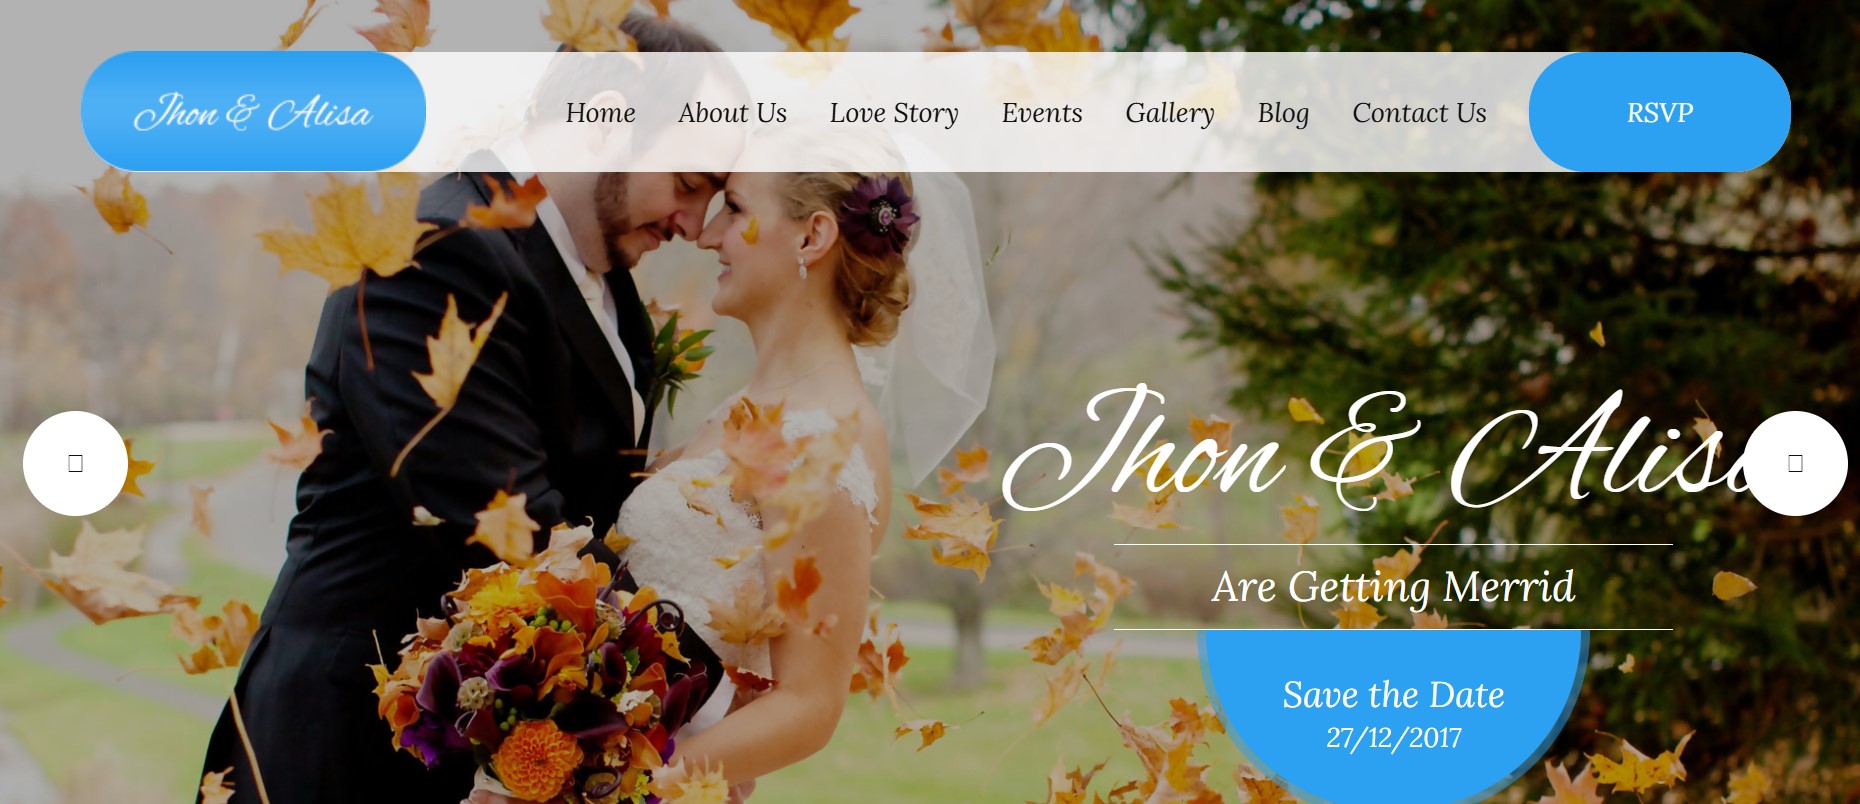 Jhon & Alisa
Home About Us Love Story Events Gallery Blog Contact Us RSVP
Jhon & Alisa
Are Getting Merrid
Save the Date
27/12/2017